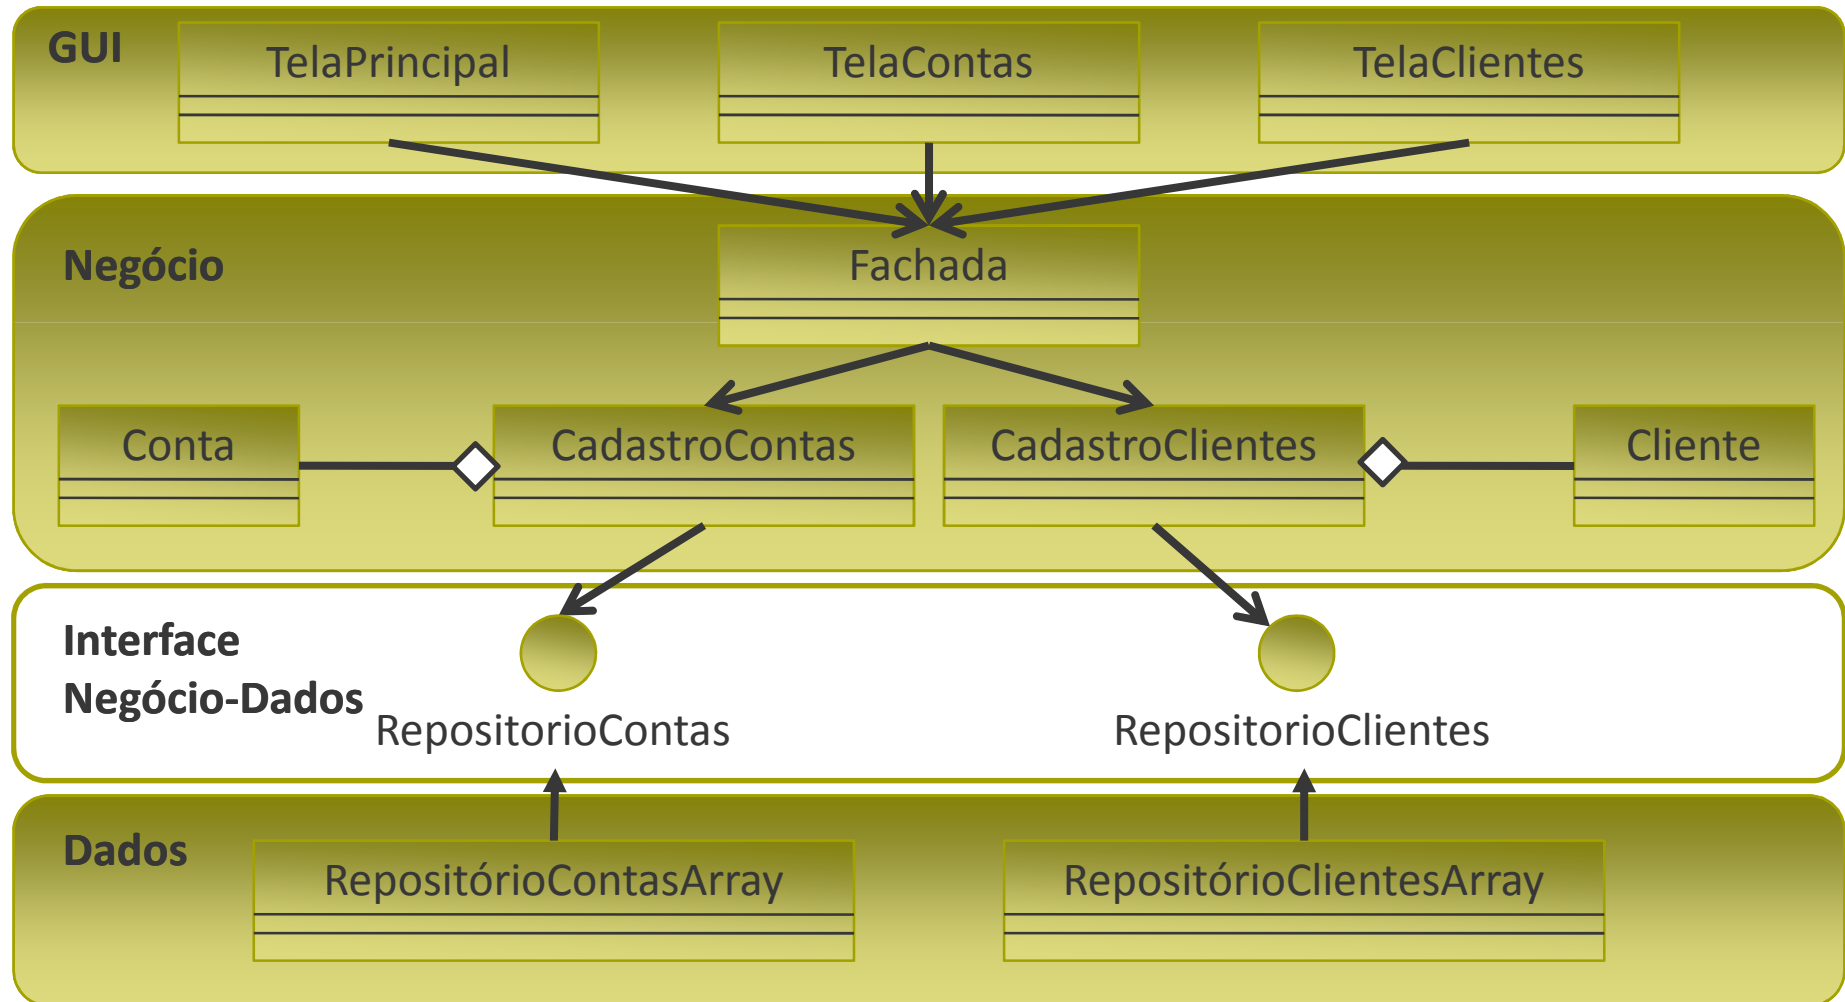 GUI
TelaPrincipal
TelaContas
TelaClientes
Negócio
Fachada
Conta
CadastroContas
CadastroClientes
Cliente
Interface
Negócio-Dados
RepositorioContas
RepositorioClientes
Dados
RepositórioContasArray
RepositórioClientesArray